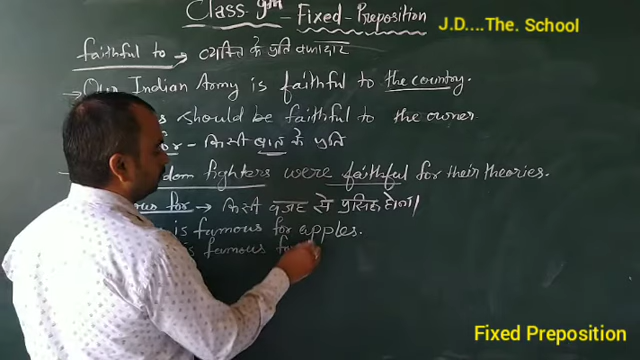 Class 9th - Fixed-Preposition
J.D....The. School
faithful to → व्यक्ति के प्रति वफादार
→ Our Indian Army is faithful to the country.
should be faithful to the owner
- किसी बात के प्रति
fighters were faithful for their theories.
for → किसी वजह से प्रसिद्ध होना
is famous for apples.
is famous
Fixed Preposition